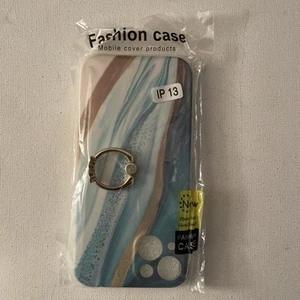 Fashion case
Mobile cover products
IP 13
New
CASE